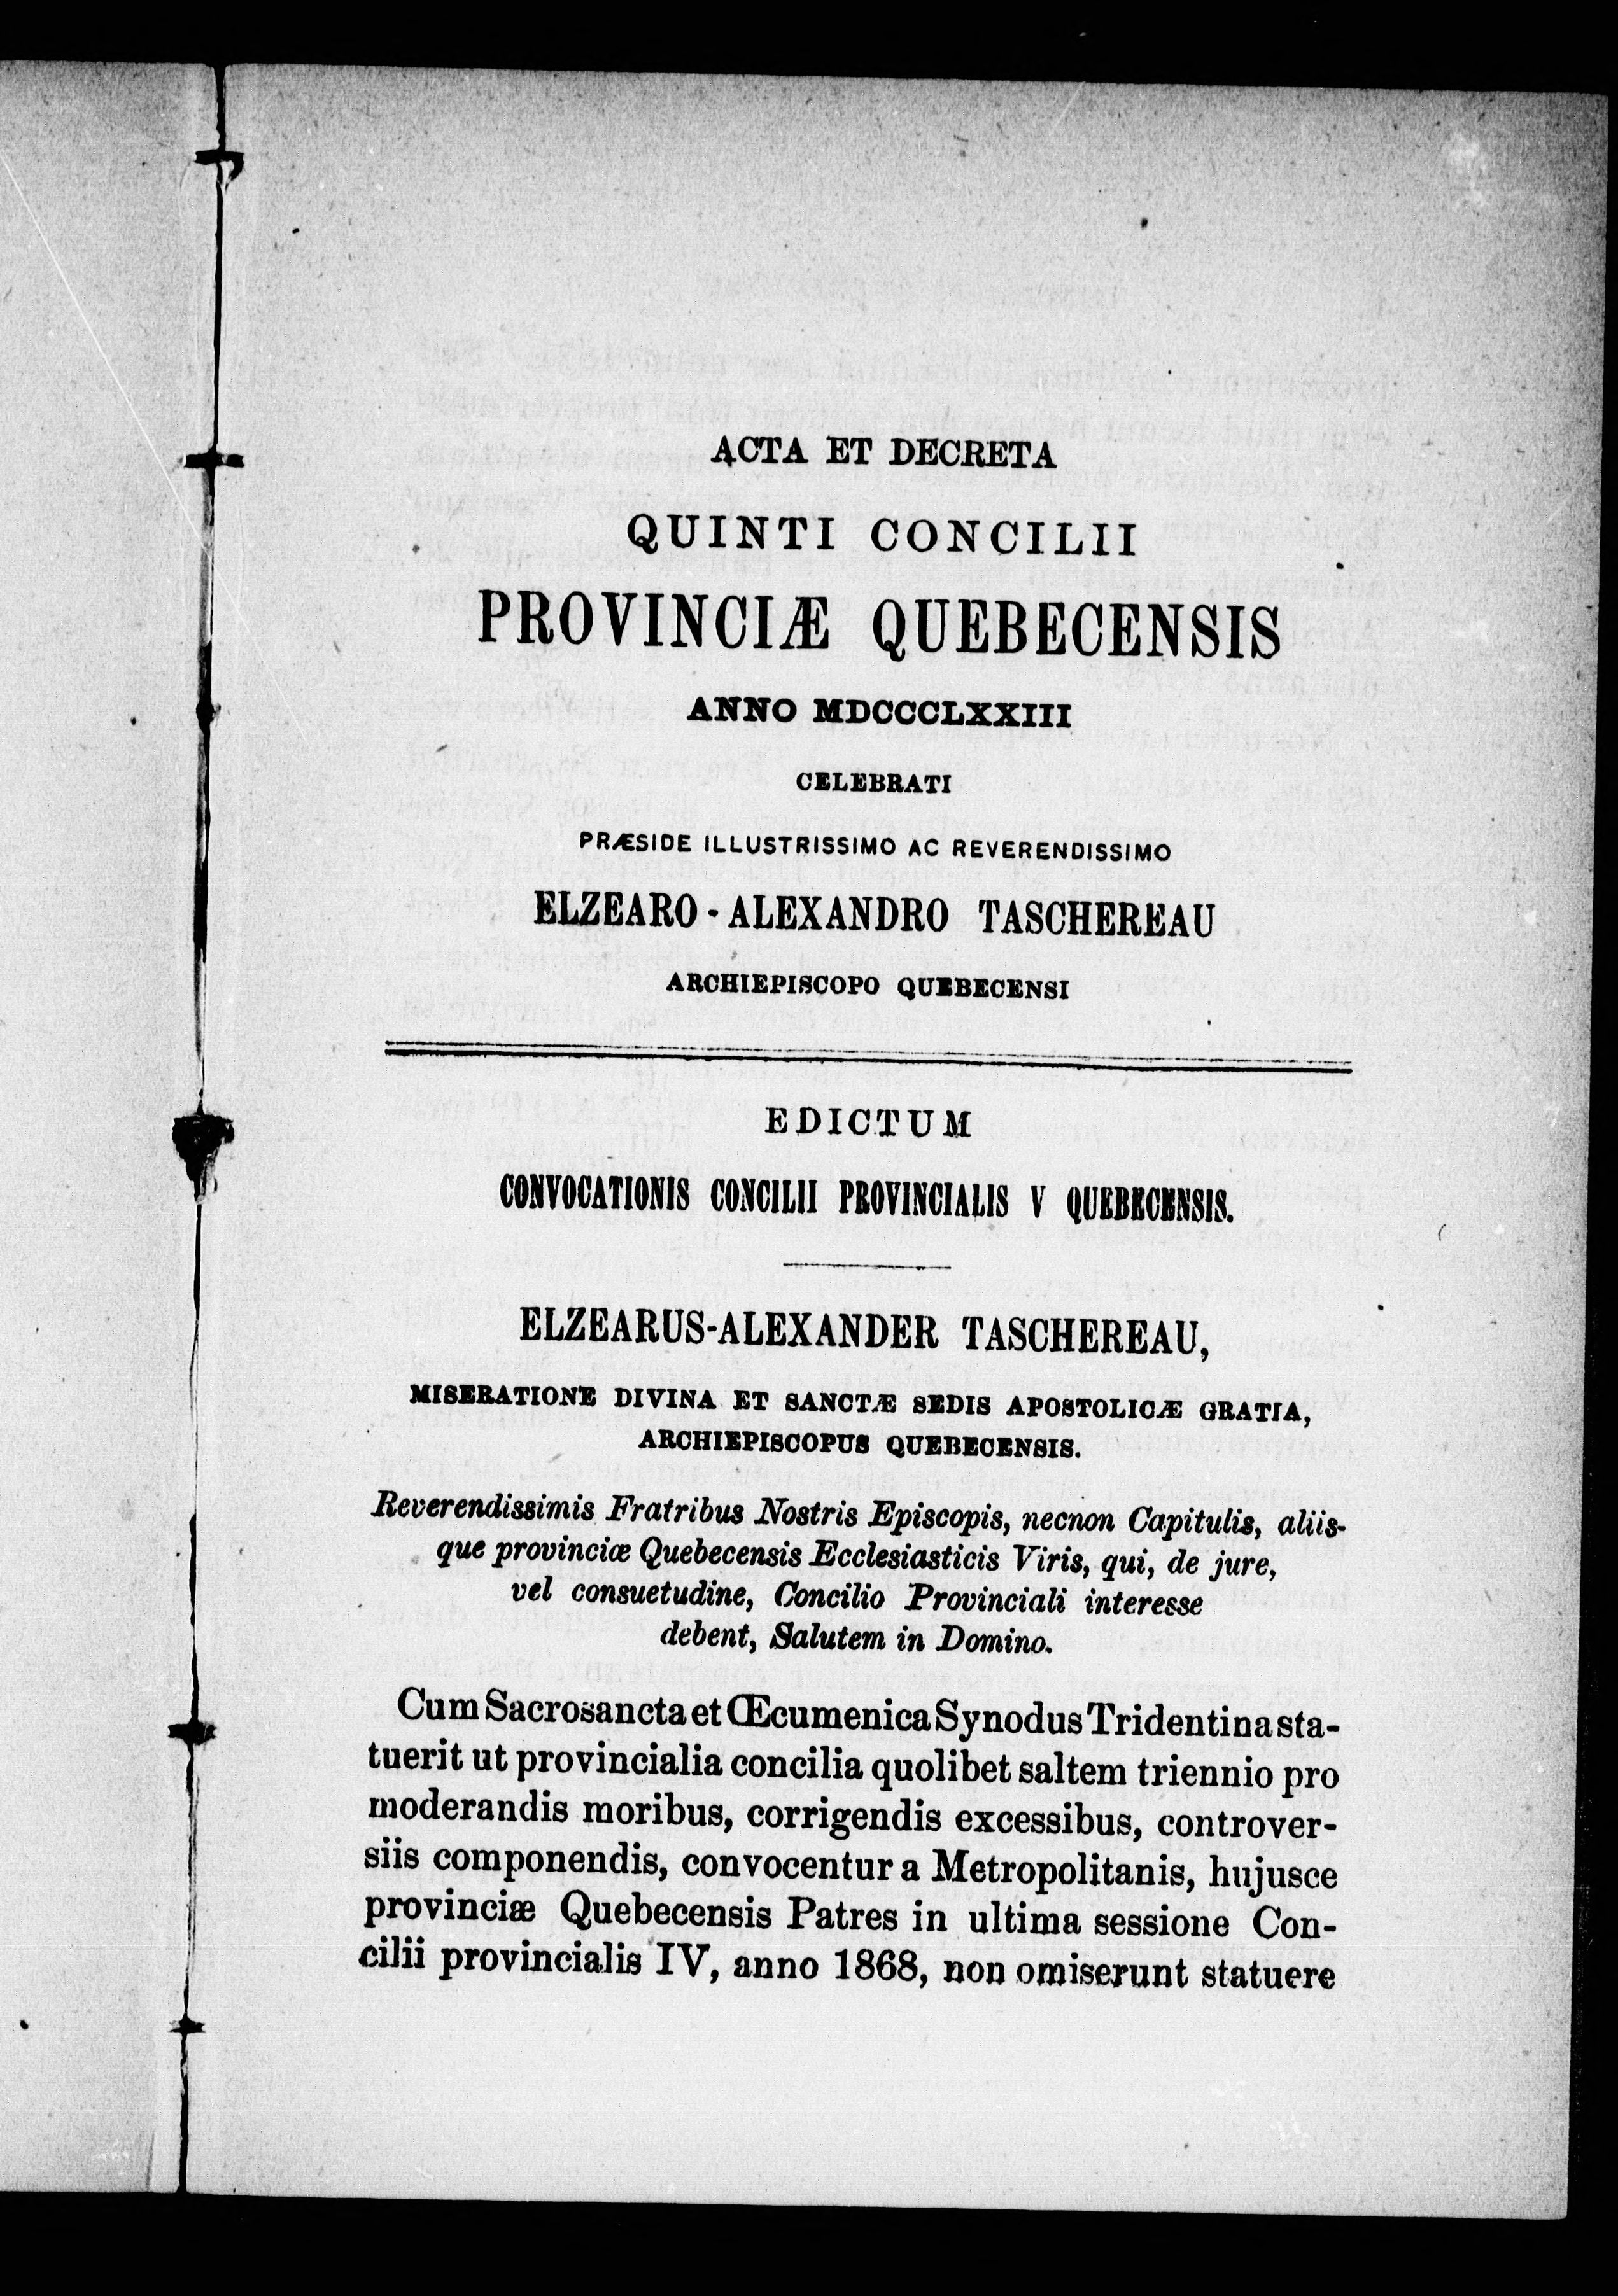 ACTA ET DECRETA
QUINTI CONCILII
PROVINCIÆ QUEBECENSIS
ANNO MDCCCLXXIII
CELEBRATI
PRÆSIDE ILLUSTRISSIMO AC REVERENDISSIMO
ELZEARO - ALEXANDRO TASCHEREAU
ARCHIEPISCOPO QUEBECENSI
EDICTUM
CONVOCATIONIS CONCILII PROVINCIALIS V QUEBECENSIS.
ELZEARUS-ALEXANDER TASCHEREAU,
MISERATIONE DIVINA ET SANCTÆ SEDIS APOSTOLICÆ GRATIA,
ARCHIEPISCOPUS QUEBECENSIS.
Reverendissimis Fratribus Nostris Episcopis, necnon Capitulis, aliis-
que provinciæ Quebecensis Ecclesiasticis Viris, qui, de jure,
vel consuetudine, Concilio Provinciali interesse
debent, Salutem in Domino.
Cum Sacrosancta et Œcumenica Synodus Tridentina sta-
tuerit ut provincialia concilia quolibet saltem triennio pro
moderandis moribus, corrigendis excessibus, controver-
siis componendis, convocentur a Metropolitanis, hujusce
provinciæ Quebecensis Patres in ultima sessione Con-
cilii provincialis IV, anno 1868, non omiserunt statuere